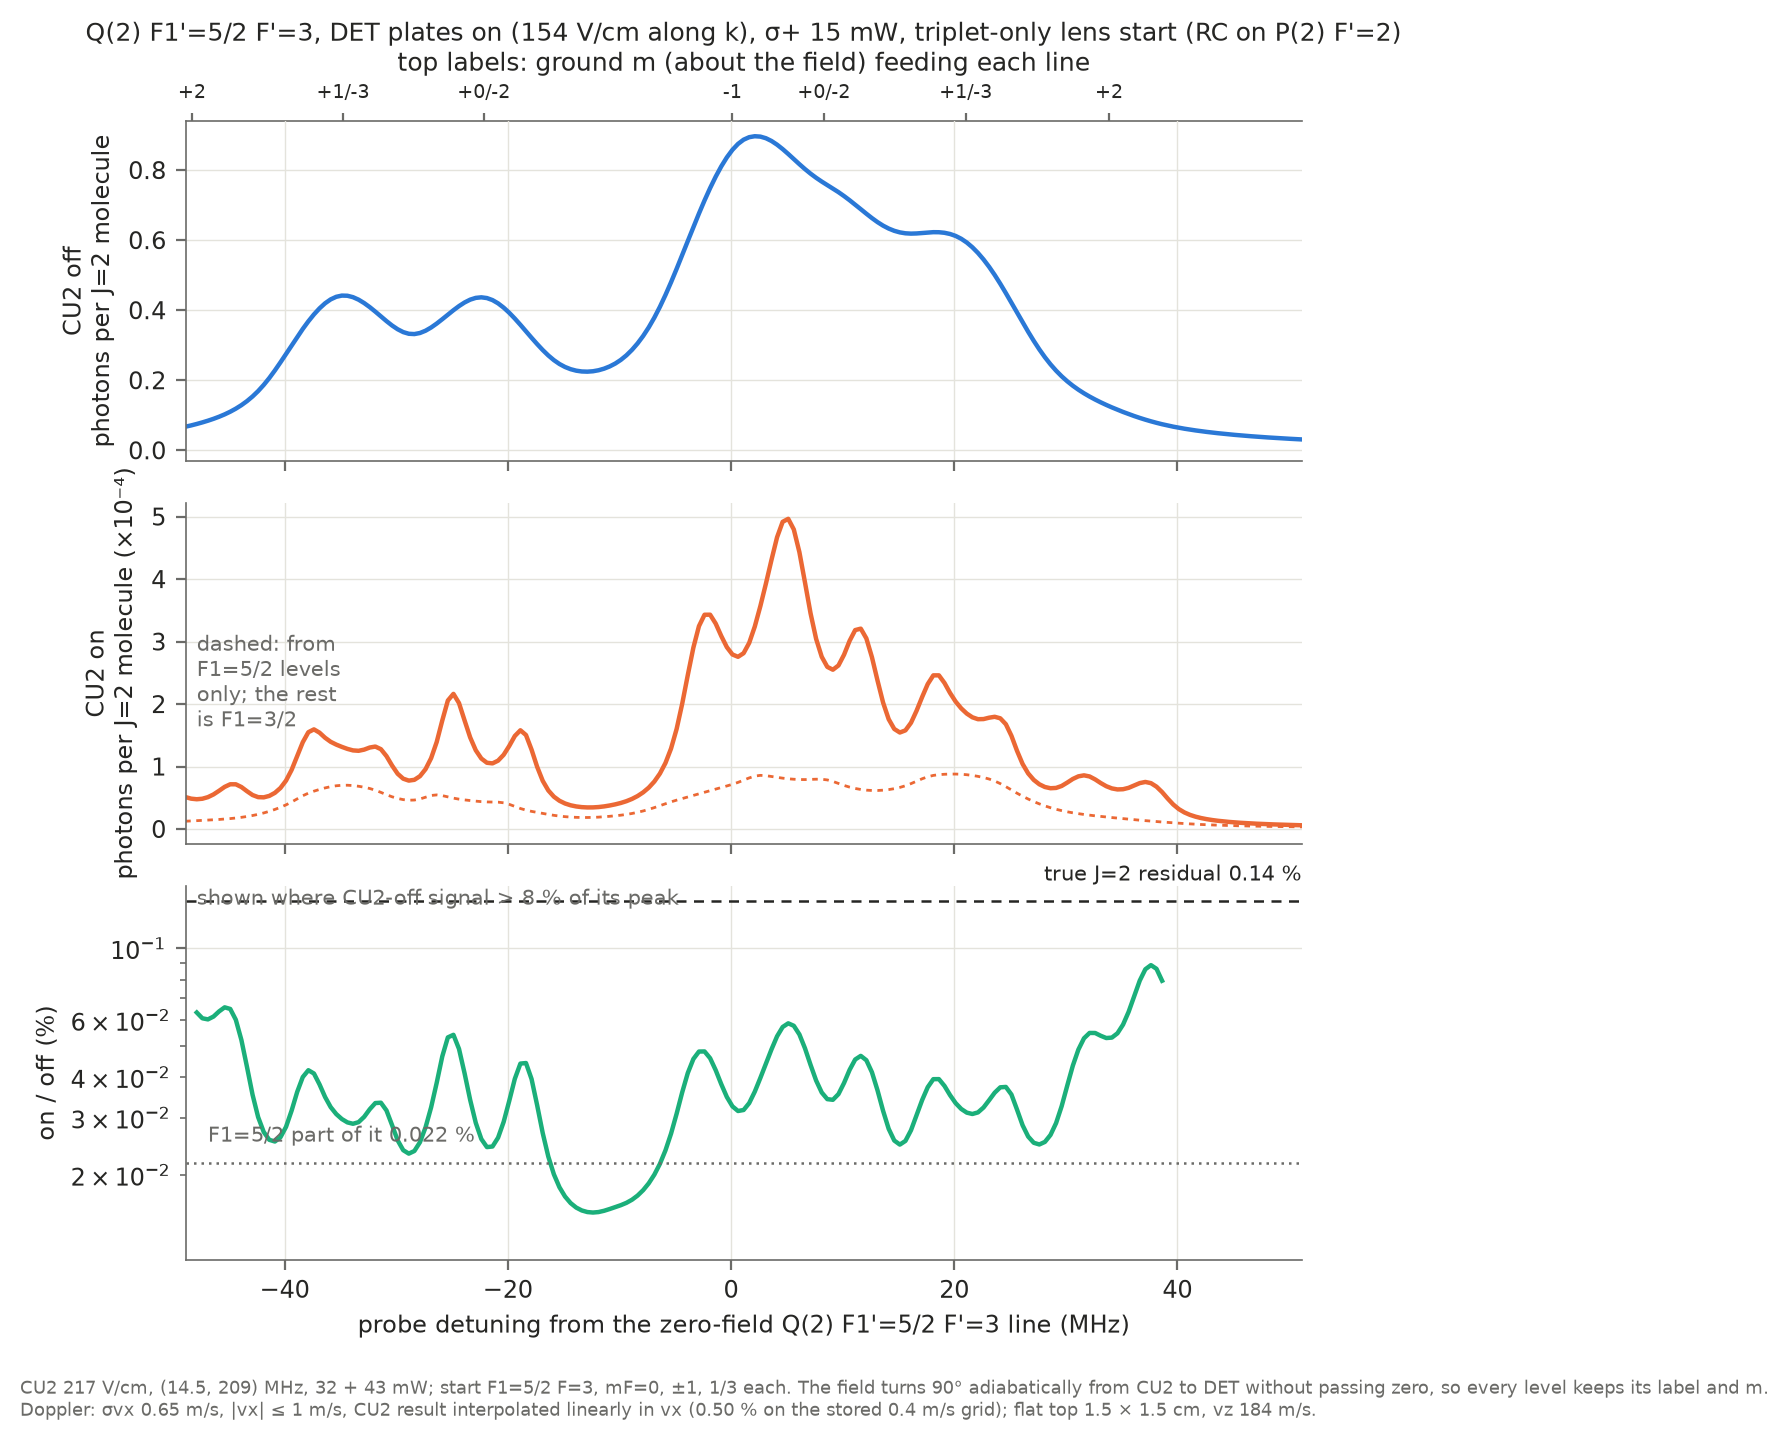 Q(2) F1'=5/2 F'=3, DET plates on (154 V/cm along k), σ+ 15 mW, triplet-only lens start (RC on P(2) F'=2)
top labels: ground m (about the field) feeding each line
+2 +1/-3 +0/-2 -1 +0/-2 +1/-3 +2
CU2 off
photons per J=2 molecule
0.8
0.6
0.4
0.2
0.0
CU2 on
photons per J=2 molecule (×10⁻⁴)
5
4
3
2
1
0
dashed: from
F1=5/2 levels
only; the rest
is F1=3/2
true J=2 residual 0.14 %
shown where CU2-off signal > 8 % of its peak
on / off (%)
10⁻¹
6 × 10⁻²
4 × 10⁻²
3 × 10⁻²
2 × 10⁻²
F1=5/2 part of it 0.022 %
−40 −20 0 20 40
probe detuning from the zero-field Q(2) F1'=5/2 F'=3 line (MHz)
CU2 217 V/cm, (14.5, 209) MHz, 32 + 43 mW; start F1=5/2 F=3, mF=0, ±1, 1/3 each. The field turns 90° adiabatically from CU2 to DET without passing zero, so every level keeps its label and m.
Doppler: σvx 0.65 m/s, |vx| ≤ 1 m/s, CU2 result interpolated linearly in vx (0.50 % on the stored 0.4 m/s grid); flat top 1.5 × 1.5 cm, vz 184 m/s.